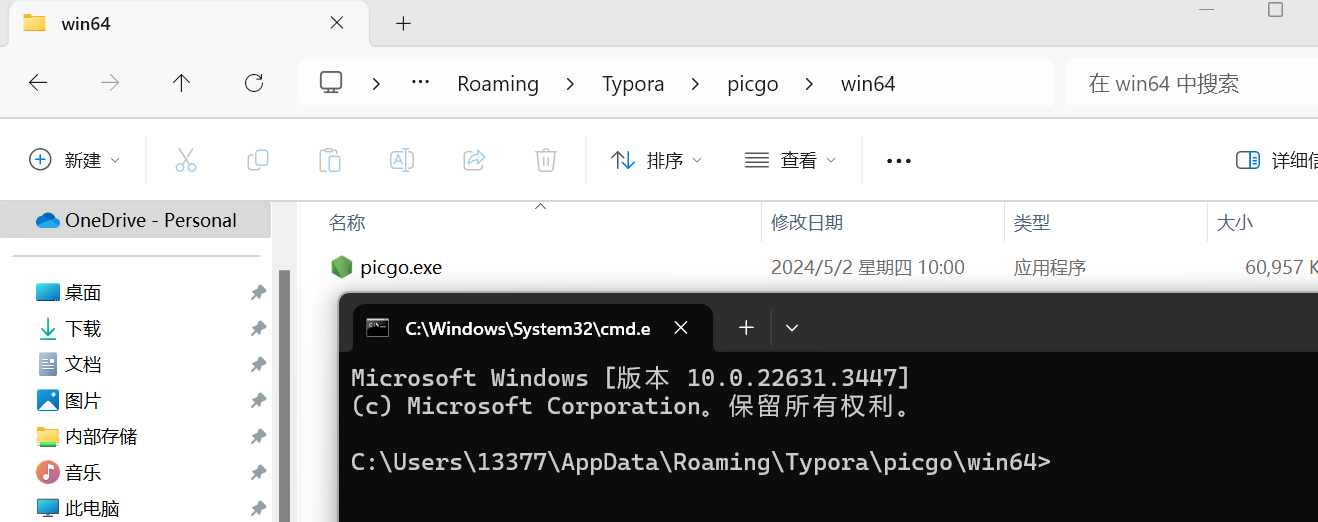 win64
Roaming > Typora > picgo > win64
在 win64 中搜索
新建
排序
查看
详细信
OneDrive - Personal
名称
修改日期
类型
大小
picgo.exe
2024/5/2 星期四 10:00
应用程序
60,957 K
桌面
下载
文档
图片
内部存储
音乐
此电脑
C:\Windows\System32\cmd.e
Microsoft Windows [版本 10.0.22631.3447]
(c) Microsoft Corporation。保留所有权利。
C:\Users\13377\AppData\Roaming\Typora\picgo\win64>